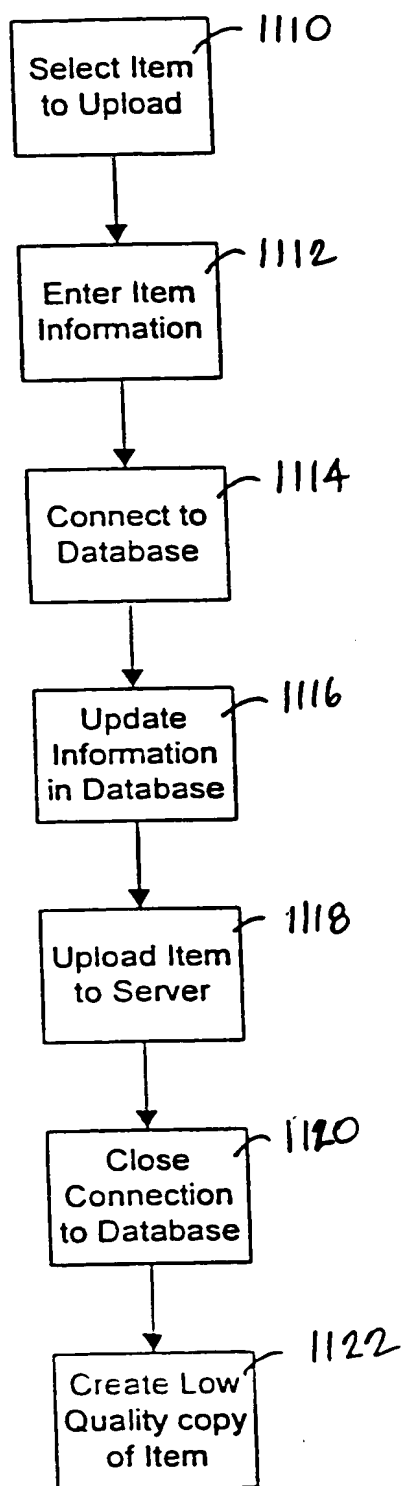 1110
Select Item
to Upload
1112
Enter Item
Information
1114
Connect to
Database
1116
Update
Information
in Database
1118
Upload Item
to Server
1120
Close
Connection
to Database
1122
Create Low
Quality copy
of Item